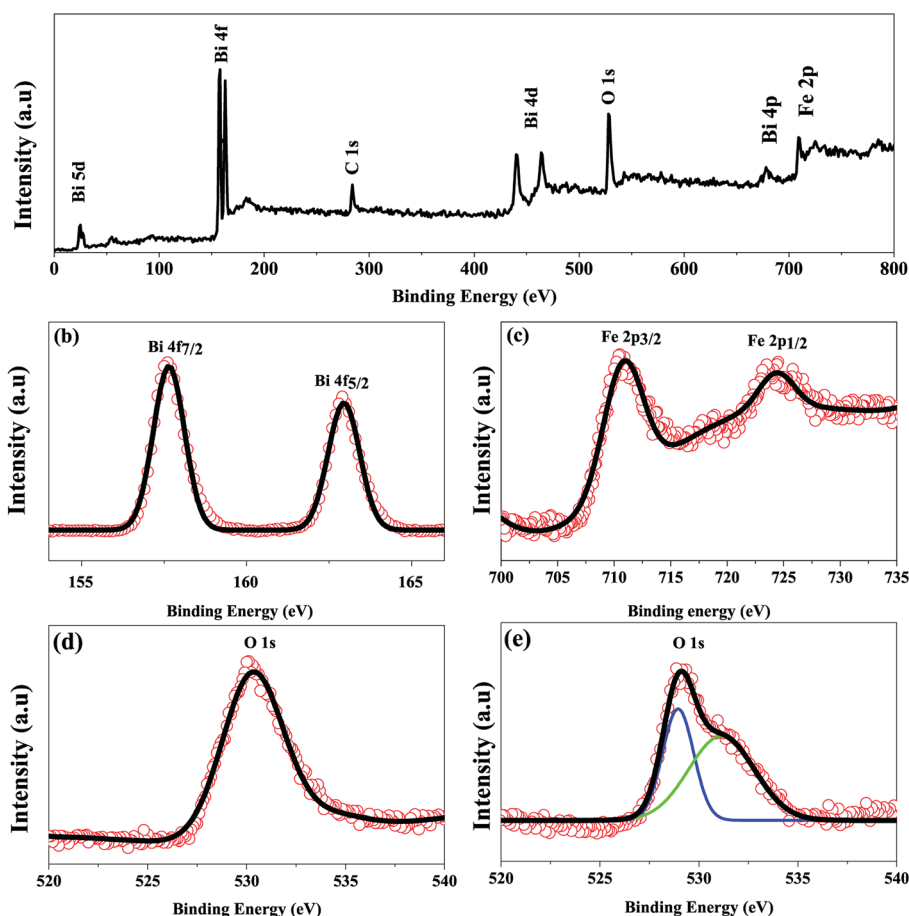 Intensity (a.u)
Bi 5d
Bi 4f
C 1s
Bi 4d
O 1s
Bi 4p
Fe 2p
0 100 200 300 400 500 600 700 800
Binding Energy (eV)
(b)
Bi 4f7/2
Bi 4f5/2
Intensity (a.u)
155 160 165
Binding Energy (eV)
(c)
Fe 2p3/2
Fe 2p1/2
Intensity (a.u)
700 705 710 715 720 725 730 735
Binding energy (eV)
(d)
O 1s
Intensity (a.u)
520 525 530 535 540
Binding Energy (eV)
(e)
O 1s
Intensity (a.u)
520 525 530 535 540
Binding Energy (eV)